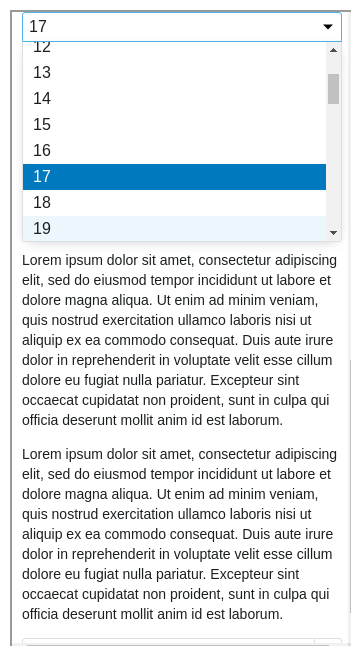 17
12
13
14
15
16
17
18
19
Lorem ipsum dolor sit amet, consectetur adipiscing
elit, sed do eiusmod tempor incididunt ut labore et
dolore magna aliqua. Ut enim ad minim veniam,
quis nostrud exercitation ullamco laboris nisi ut
aliquip ex ea commodo consequat. Duis aute irure
dolor in reprehenderit in voluptate velit esse cillum
dolore eu fugiat nulla pariatur. Excepteur sint
occaecat cupidatat non proident, sunt in culpa qui
officia deserunt mollit anim id est laborum.
Lorem ipsum dolor sit amet, consectetur adipiscing
elit, sed do eiusmod tempor incididunt ut labore et
dolore magna aliqua. Ut enim ad minim veniam,
quis nostrud exercitation ullamco laboris nisi ut
aliquip ex ea commodo consequat. Duis aute irure
dolor in reprehenderit in voluptate velit esse cillum
dolore eu fugiat nulla pariatur. Excepteur sint
occaecat cupidatat non proident, sunt in culpa qui
officia deserunt mollit anim id est laborum.